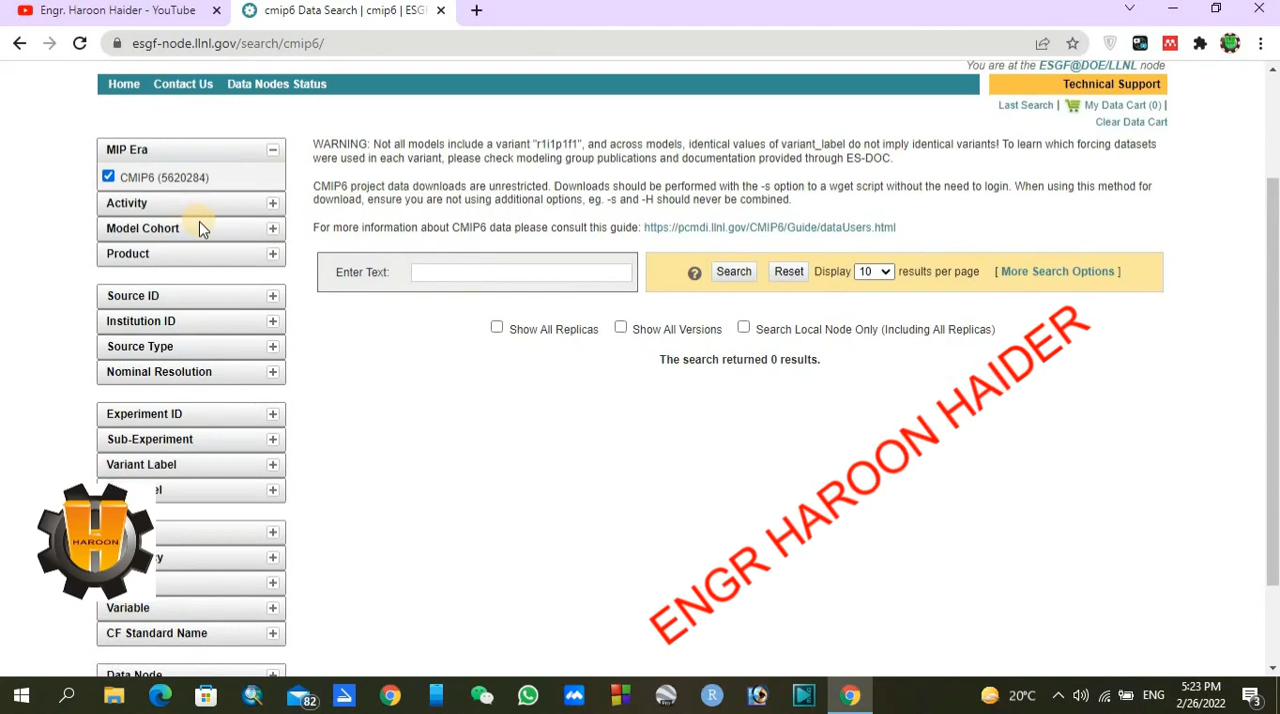 Engr. Haroon Haider - YouTube
cmip6 Data Search | cmip6 | ESG
esgf-node.llnl.gov/search/cmip6/
You are at the ESGF@DOE/LLNL node
Home Contact Us Data Nodes Status
Technical Support
Last Search | My Data Cart (0) |
Clear Data Cart
MIP Era
CMIP6 (5620284)
Activity
Model Cohort
Product
Source ID
Institution ID
Source Type
Nominal Resolution
Experiment ID
Sub-Experiment
Variant Label
Variable
CF Standard Name
Data Node
WARNING: Not all models include a variant "r1i1p1f1", and across models, identical values of variant_label do not imply identical variants! To learn which forcing datasets
were used in each variant, please check modeling group publications and documentation provided through ES-DOC.
CMIP6 project data downloads are unrestricted. Downloads should be performed with the -s option to a wget script without the need to login. When using this method for
download, ensure you are not using additional options, eg. -s and -H should never be combined.
For more information about CMIP6 data please consult this guide: https://pcmdi.llnl.gov/CMIP6/Guide/dataUsers.html
Enter Text:
? Search Reset Display 10 results per page [ More Search Options ]
Show All Replicas Show All Versions Search Local Node Only (Including All Replicas)
The search returned 0 results.
ENGR HAROON HAIDER
HAROON
82
20°C
ENG
5:23 PM
2/26/2022
3